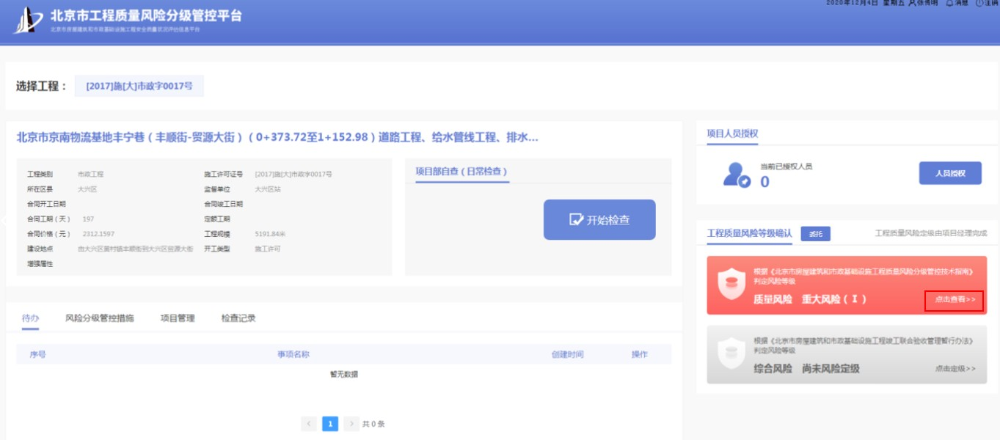 2020年12月4日 星期五 张伟明 消息 注销
北京市工程质量风险分级管控平台
北京市房屋建筑和市政基础设施工程安全质量状况评估信息平台
选择工程： [2017]施[大]市政字0017号
北京市京南物流基地丰宁巷（丰顺街-贸源大街）（0+373.72至1+152.98）道路工程、给水管线工程、排水...
工程类别 市政工程 施工许可证号 [2017]施[大]市政字0017号
所在区县 大兴区 监督单位 大兴区站
合同开工日期 合同竣工日期
合同工期（天） 197 定额工期
合同价格（元） 2312.1597 工程规模 5191.84米
建设地点 由大兴区黄村镇丰顺街到大兴区贸源大街 开工类型 施工许可
增强属性
项目部自查（日常检查）
开始检查
项目人员授权
当前已授权人员
0
人员授权
工程质量风险等级确认 委托 工程质量风险定级由项目经理完成
根据《北京市房屋建筑和市政基础设施工程质量风险分级管控技术指南》
判定风险等级
质量风险 重大风险（Ⅰ） 点击查看>>
根据《北京市房屋建筑和市政基础设施工程竣工联合验收管理暂行办法》
判定风险等级
综合风险 尚未风险定级 点击定级>>
待办 风险分级管控措施 项目管理 检查记录
序号 事项名称 创建时间 操作
暂无数据
< 1 > 共 0 条